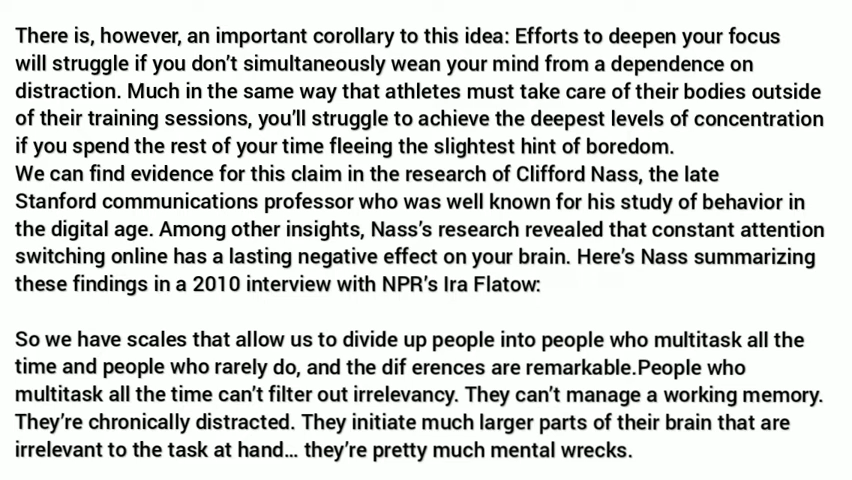 There is, however, an important corollary to this idea: Efforts to deepen your focus
will struggle if you don't simultaneously wean your mind from a dependence on
distraction. Much in the same way that athletes must take care of their bodies outside
of their training sessions, you'll struggle to achieve the deepest levels of concentration
if you spend the rest of your time fleeing the slightest hint of boredom.
We can find evidence for this claim in the research of Clifford Nass, the late
Stanford communications professor who was well known for his study of behavior in
the digital age. Among other insights, Nass's research revealed that constant attention
switching online has a lasting negative effect on your brain. Here's Nass summarizing
these findings in a 2010 interview with NPR's Ira Flatow:

So we have scales that allow us to divide up people into people who multitask all the
time and people who rarely do, and the dif erences are remarkable.People who
multitask all the time can't filter out irrelevancy. They can't manage a working memory.
They're chronically distracted. They initiate much larger parts of their brain that are
irrelevant to the task at hand… they're pretty much mental wrecks.